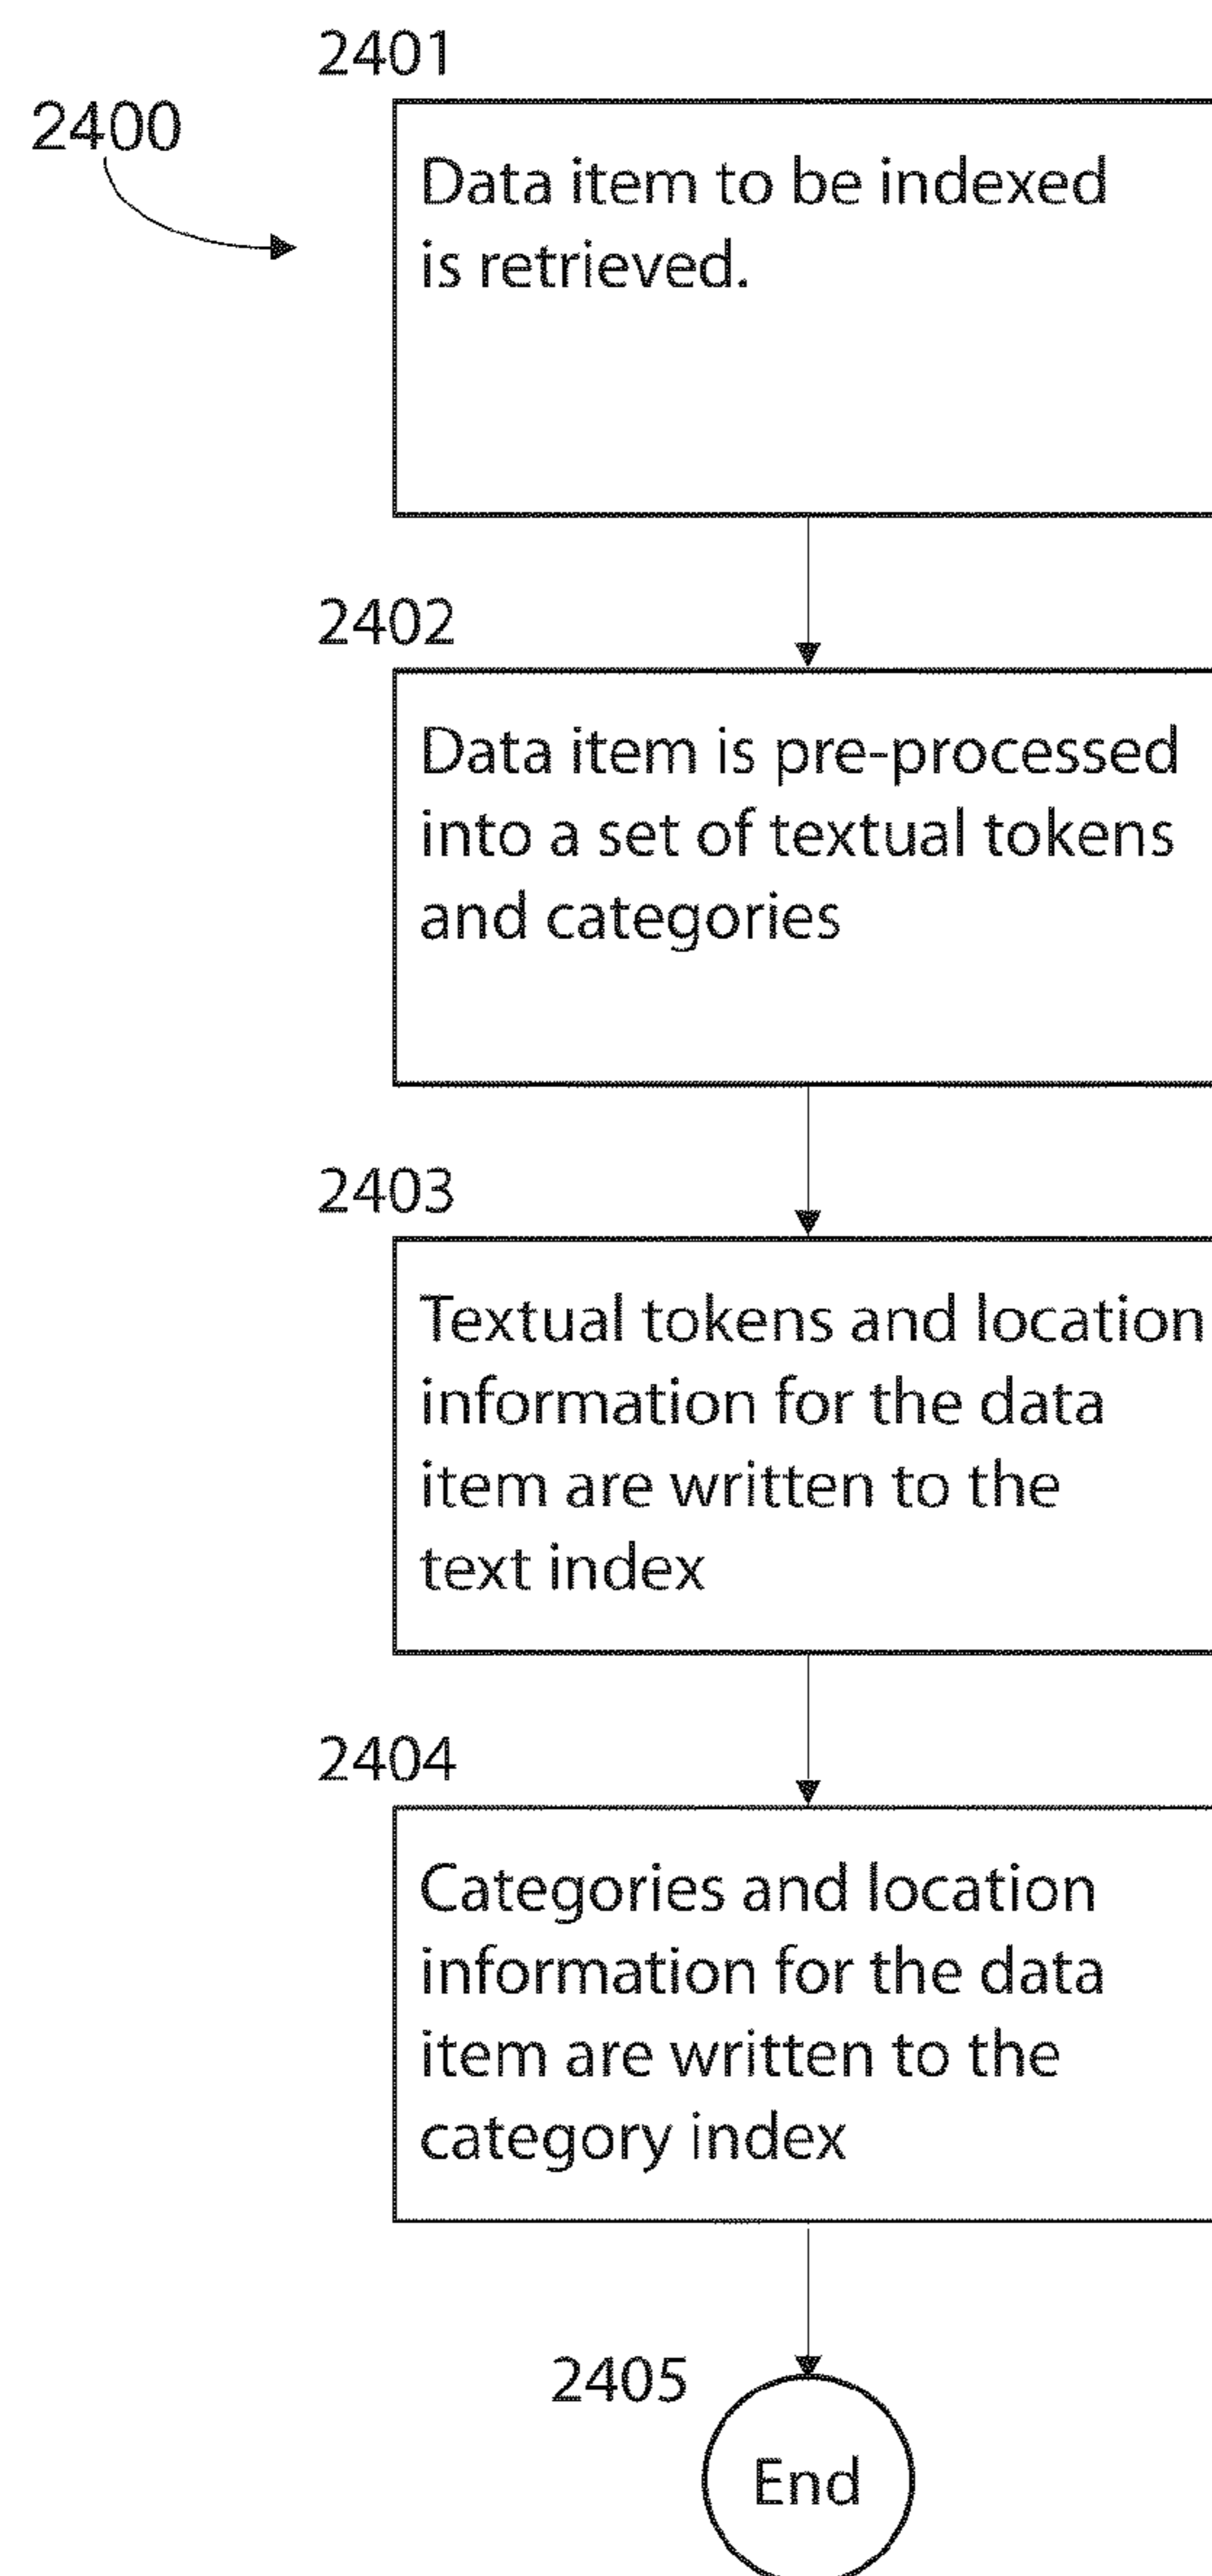 2401
2400
Data item to be indexed
is retrieved.
2402
Data item is pre-processed
into a set of textual tokens
and categories
2403
Textual tokens and location
information for the data
item are written to the
text index
2404
Categories and location
information for the data
item are written to the
category index
2405
End